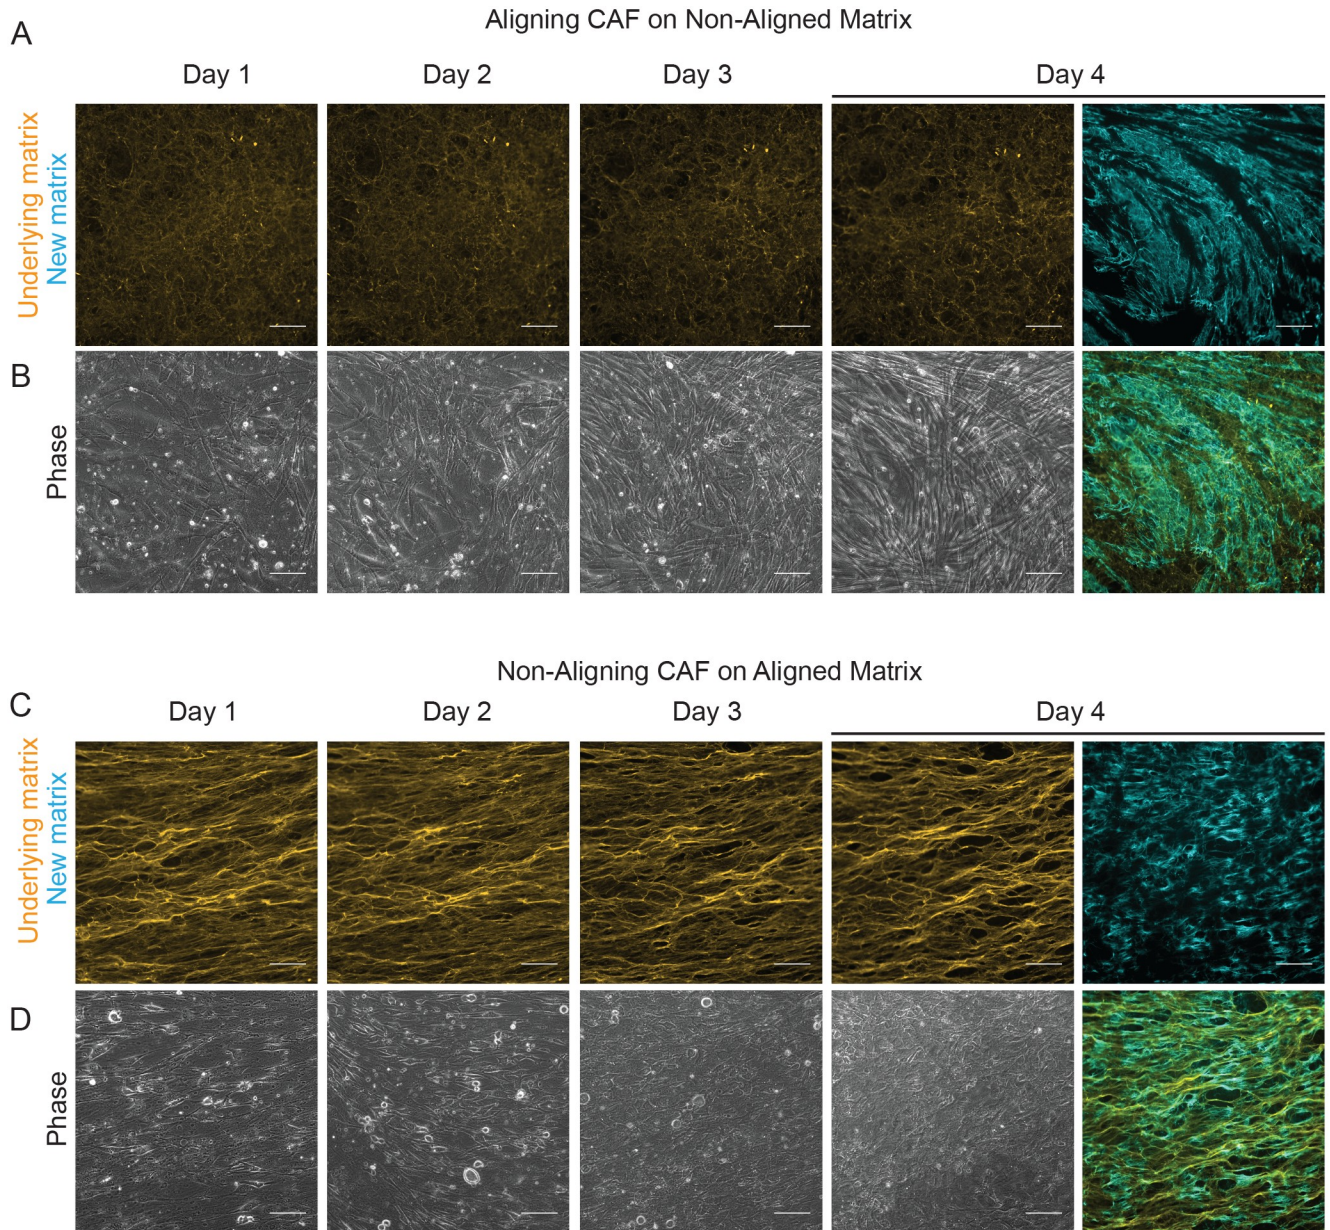 A
Aligning CAF on Non-Aligned Matrix
Day 1
Day 2
Day 3
Day 4
Underlying matrix
New matrix
B
Phase
Non-Aligning CAF on Aligned Matrix
C
Day 1
Day 2
Day 3
Day 4
Underlying matrix
New matrix
D
Phase